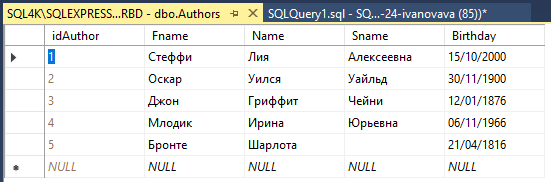 SQL4K\SQLEXPRESS...RBD - dbo.Authors SQLQuery1.sql - SQ...-24-ivanovava (85))*
idAuthor Fname Name Sname Birthday
1 Стеффи Лия Алексеевна 15/10/2000
2 Оскар Уился Уайльд 30/11/1900
3 Джон Гриффит Чейни 12/01/1876
4 Млодик Ирина Юрьевна 06/11/1966
5 Бронте Шарлота 21/04/1816
NULL NULL NULL NULL NULL